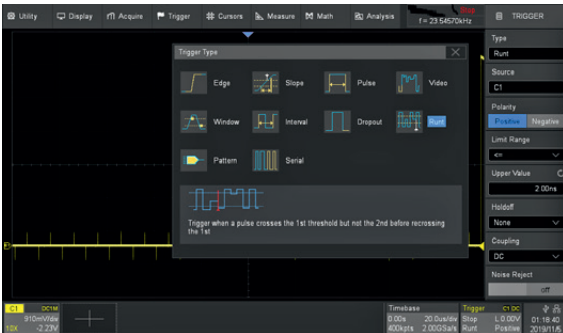 Utility Display Acquire Trigger Cursors Measure Math Analysis
Stop
f = 23.54570kHz
TRIGGER
Trigger Type
Type
Runt
Source
C1
Polarity
Positive Negative
Limit Range
<=
Upper Value
2.00ns
Holdoff
None
Coupling
DC
Noise Reject
off
Edge Slope Pulse Video
Window Interval Dropout Runt
Pattern Serial
Trigger when a pulse crosses the 1st threshold but not the 2nd before recrossing
the 1st
C1 DC1M
910mV/div
10X -2.23V
Timebase
0.00s 20.0us/div
400kpts 2.00GSa/s
Trigger C1 DC
Stop L 0.00V
Runt Positive
01:16:40
2019/11/5